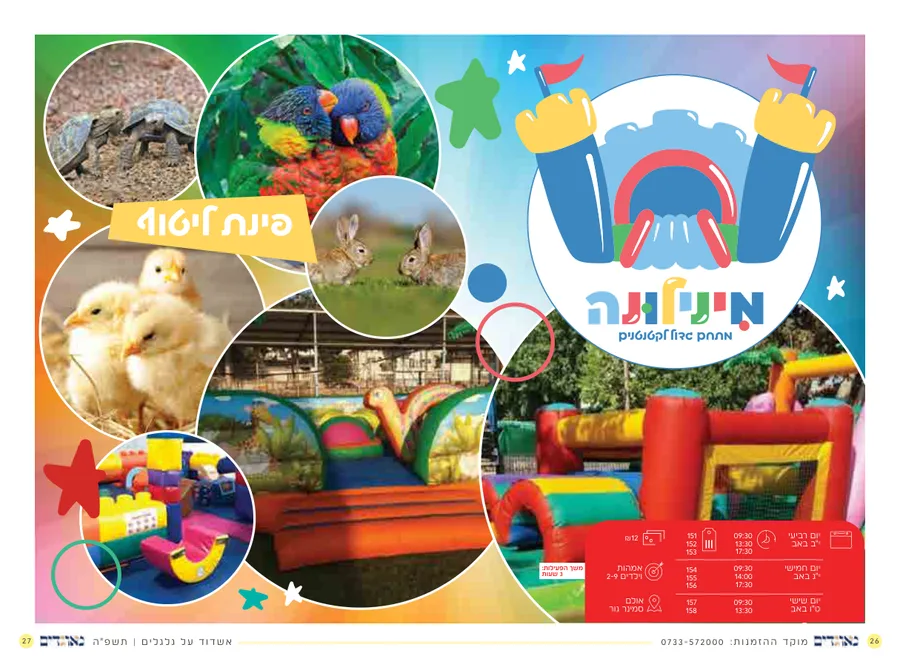 מינילונה
מתחם גדול לקטנטנים
פינת ליטוף
יום רביעי
י"ב באב
09:30
13:30
17:30
151
152
153
₪12
יום חמישי
י"ג באב
09:30
14:00
17:30
154
155
156
אמהות
וילדים 2-9
יום שישי
ט"ו באב
09:30
13:30
157
158
אולם
סמינר נור
משך הפעילות:
3 שעות
26
מוקד ההזמנות: 0733-572000
אשדוד על גלגלים | תשפ"ה
27